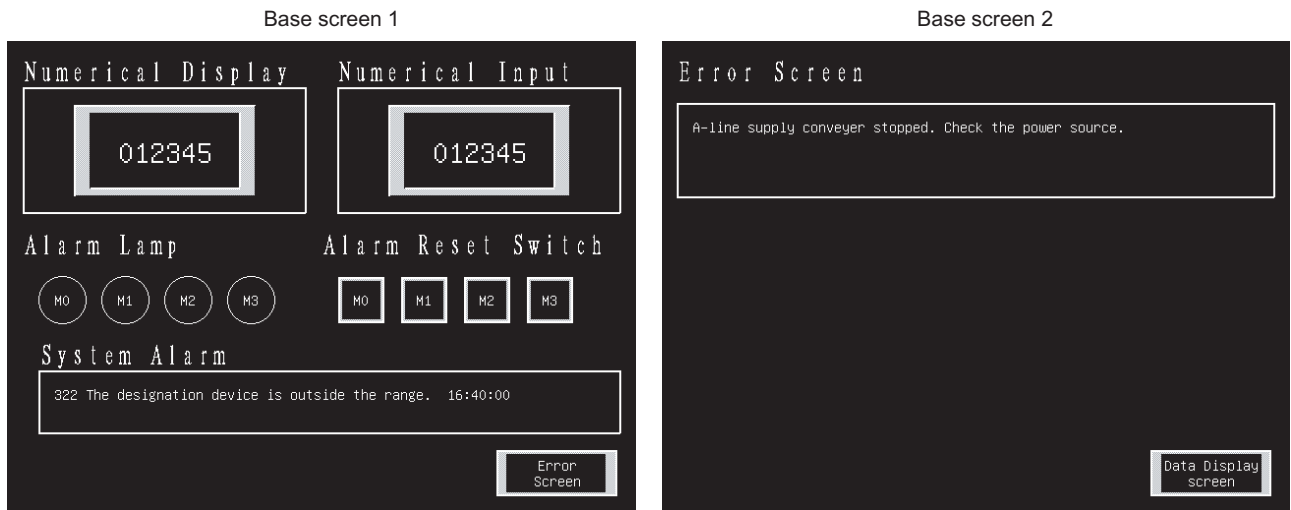 Base screen 1
Numerical Display
Numerical Input
012345
012345
Alarm Lamp
Alarm Reset Switch
M0
M1
M2
M3
M0
M1
M2
M3
System Alarm
322 The designation device is outside the range. 16:40:00
Error
Screen
Base screen 2
Error Screen
A-line supply conveyer stopped. Check the power source.
Data Display
screen